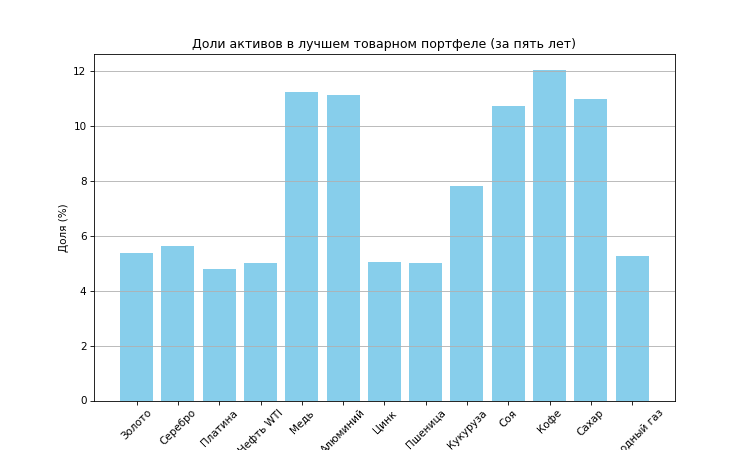 Доли активов в лучшем товарном портфеле (за пять лет)
Доля (%)
12
10
8
6
4
2
0
Золото
Серебро
Платина
Нефть WTI
Медь
Алюминий
Цинк
Пшеница
Кукуруза
Соя
Кофе
Сахар
газ